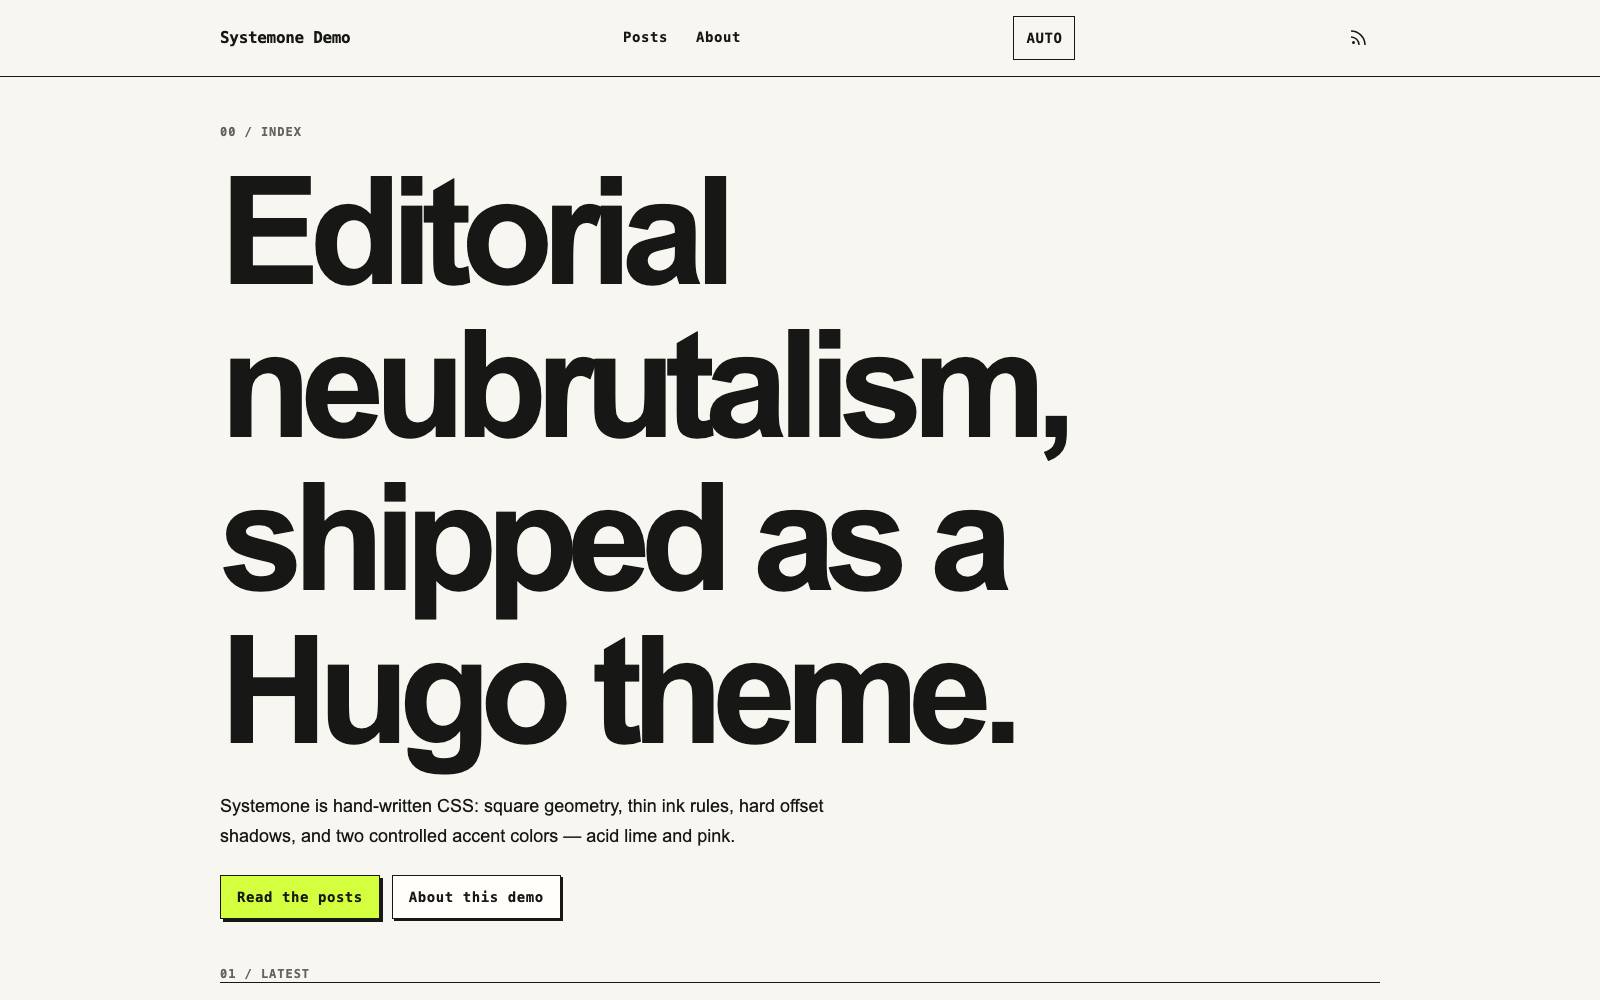 Systemone Demo
Posts
About
AUTO
00 / INDEX
Editorial
neubrutalism,
shipped as a
Hugo theme.
Systemone is hand-written CSS: square geometry, thin ink rules, hard offset
shadows, and two controlled accent colors — acid lime and pink.
Read the posts
About this demo
01 / LATEST